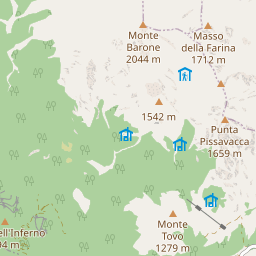 Monte
Barone
2044 m
Masso
della Farina
1712 m
1542 m
Punta
Pissavacca
1659 m
Monte
Tovo
1279 m
ell'Inferno
04 m